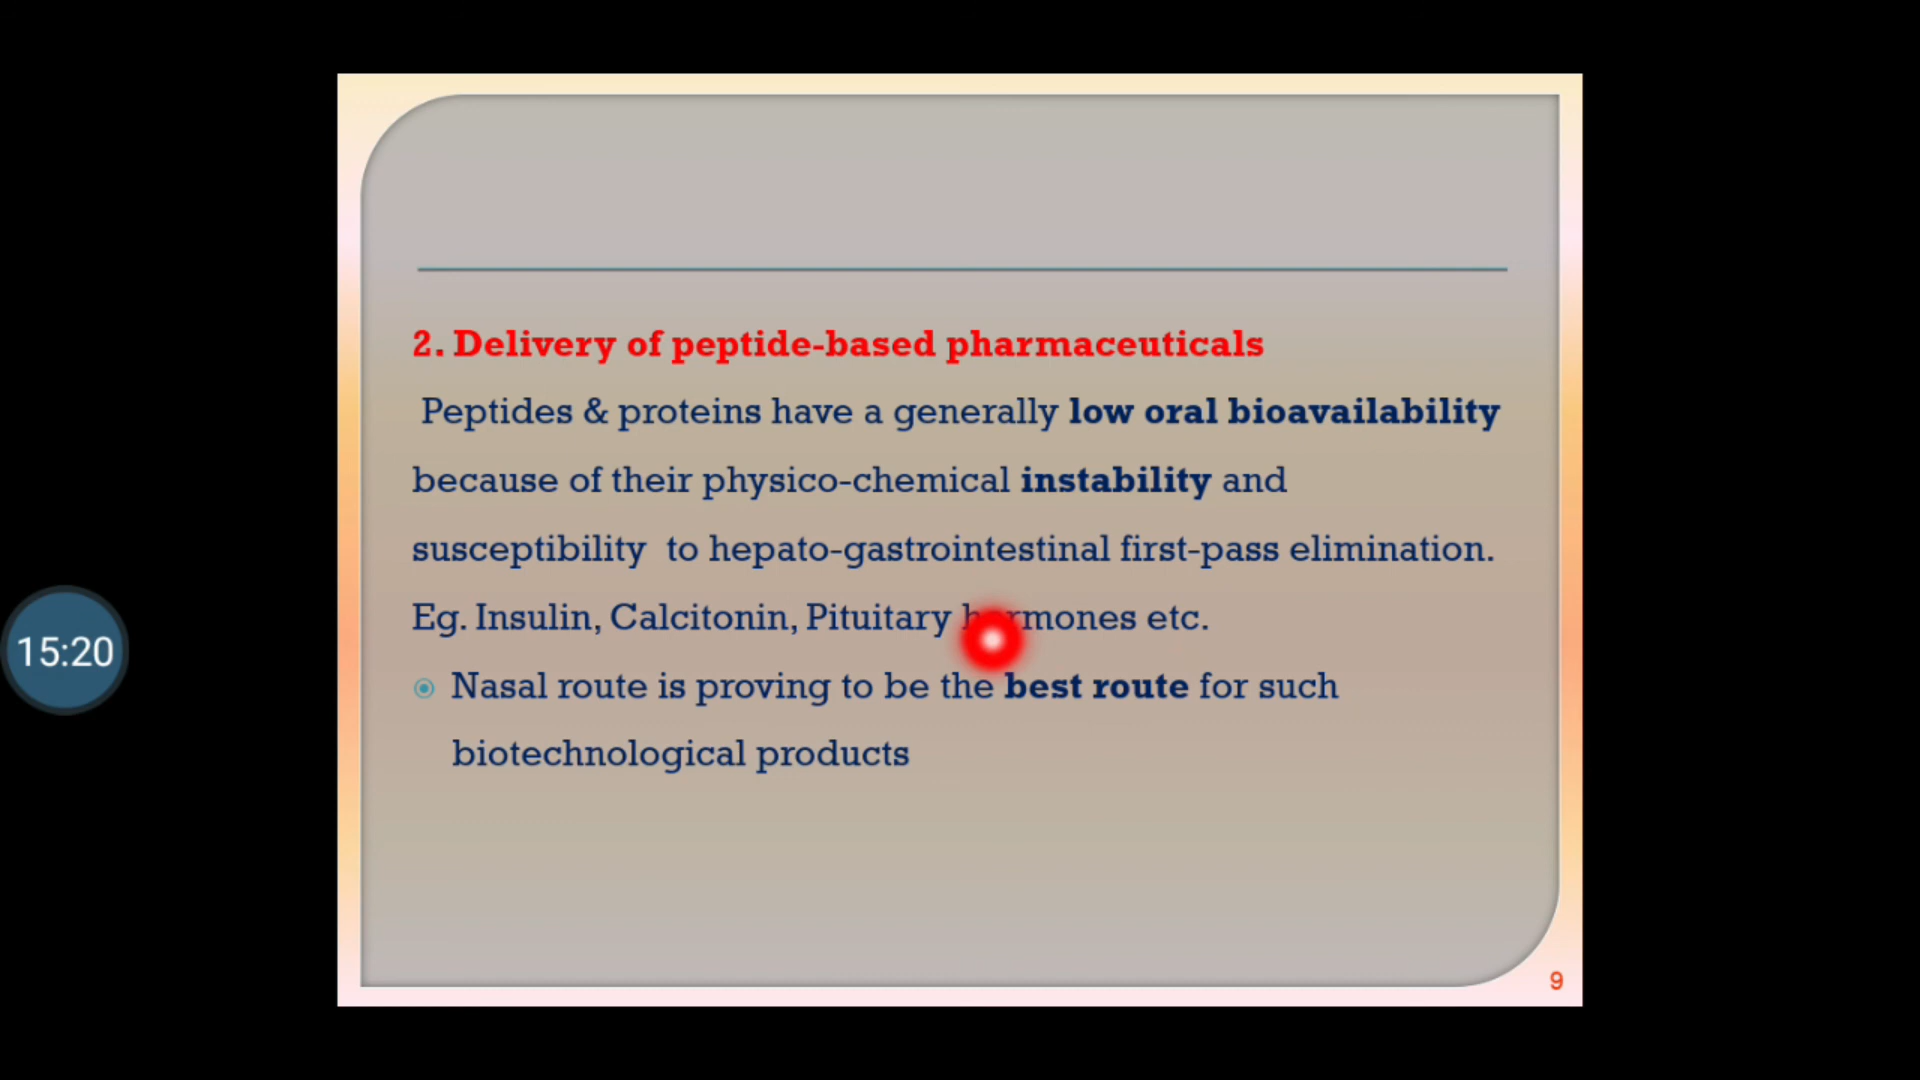 2. Delivery of peptide-based pharmaceuticals
Peptides & proteins have a generally low oral bioavailability
because of their physico-chemical instability and
susceptibility to hepato-gastrointestinal first-pass elimination.
Eg. Insulin, Calcitonin, Pituitary hormones etc.
15:20
Nasal route is proving to be the best route for such
biotechnological products
9